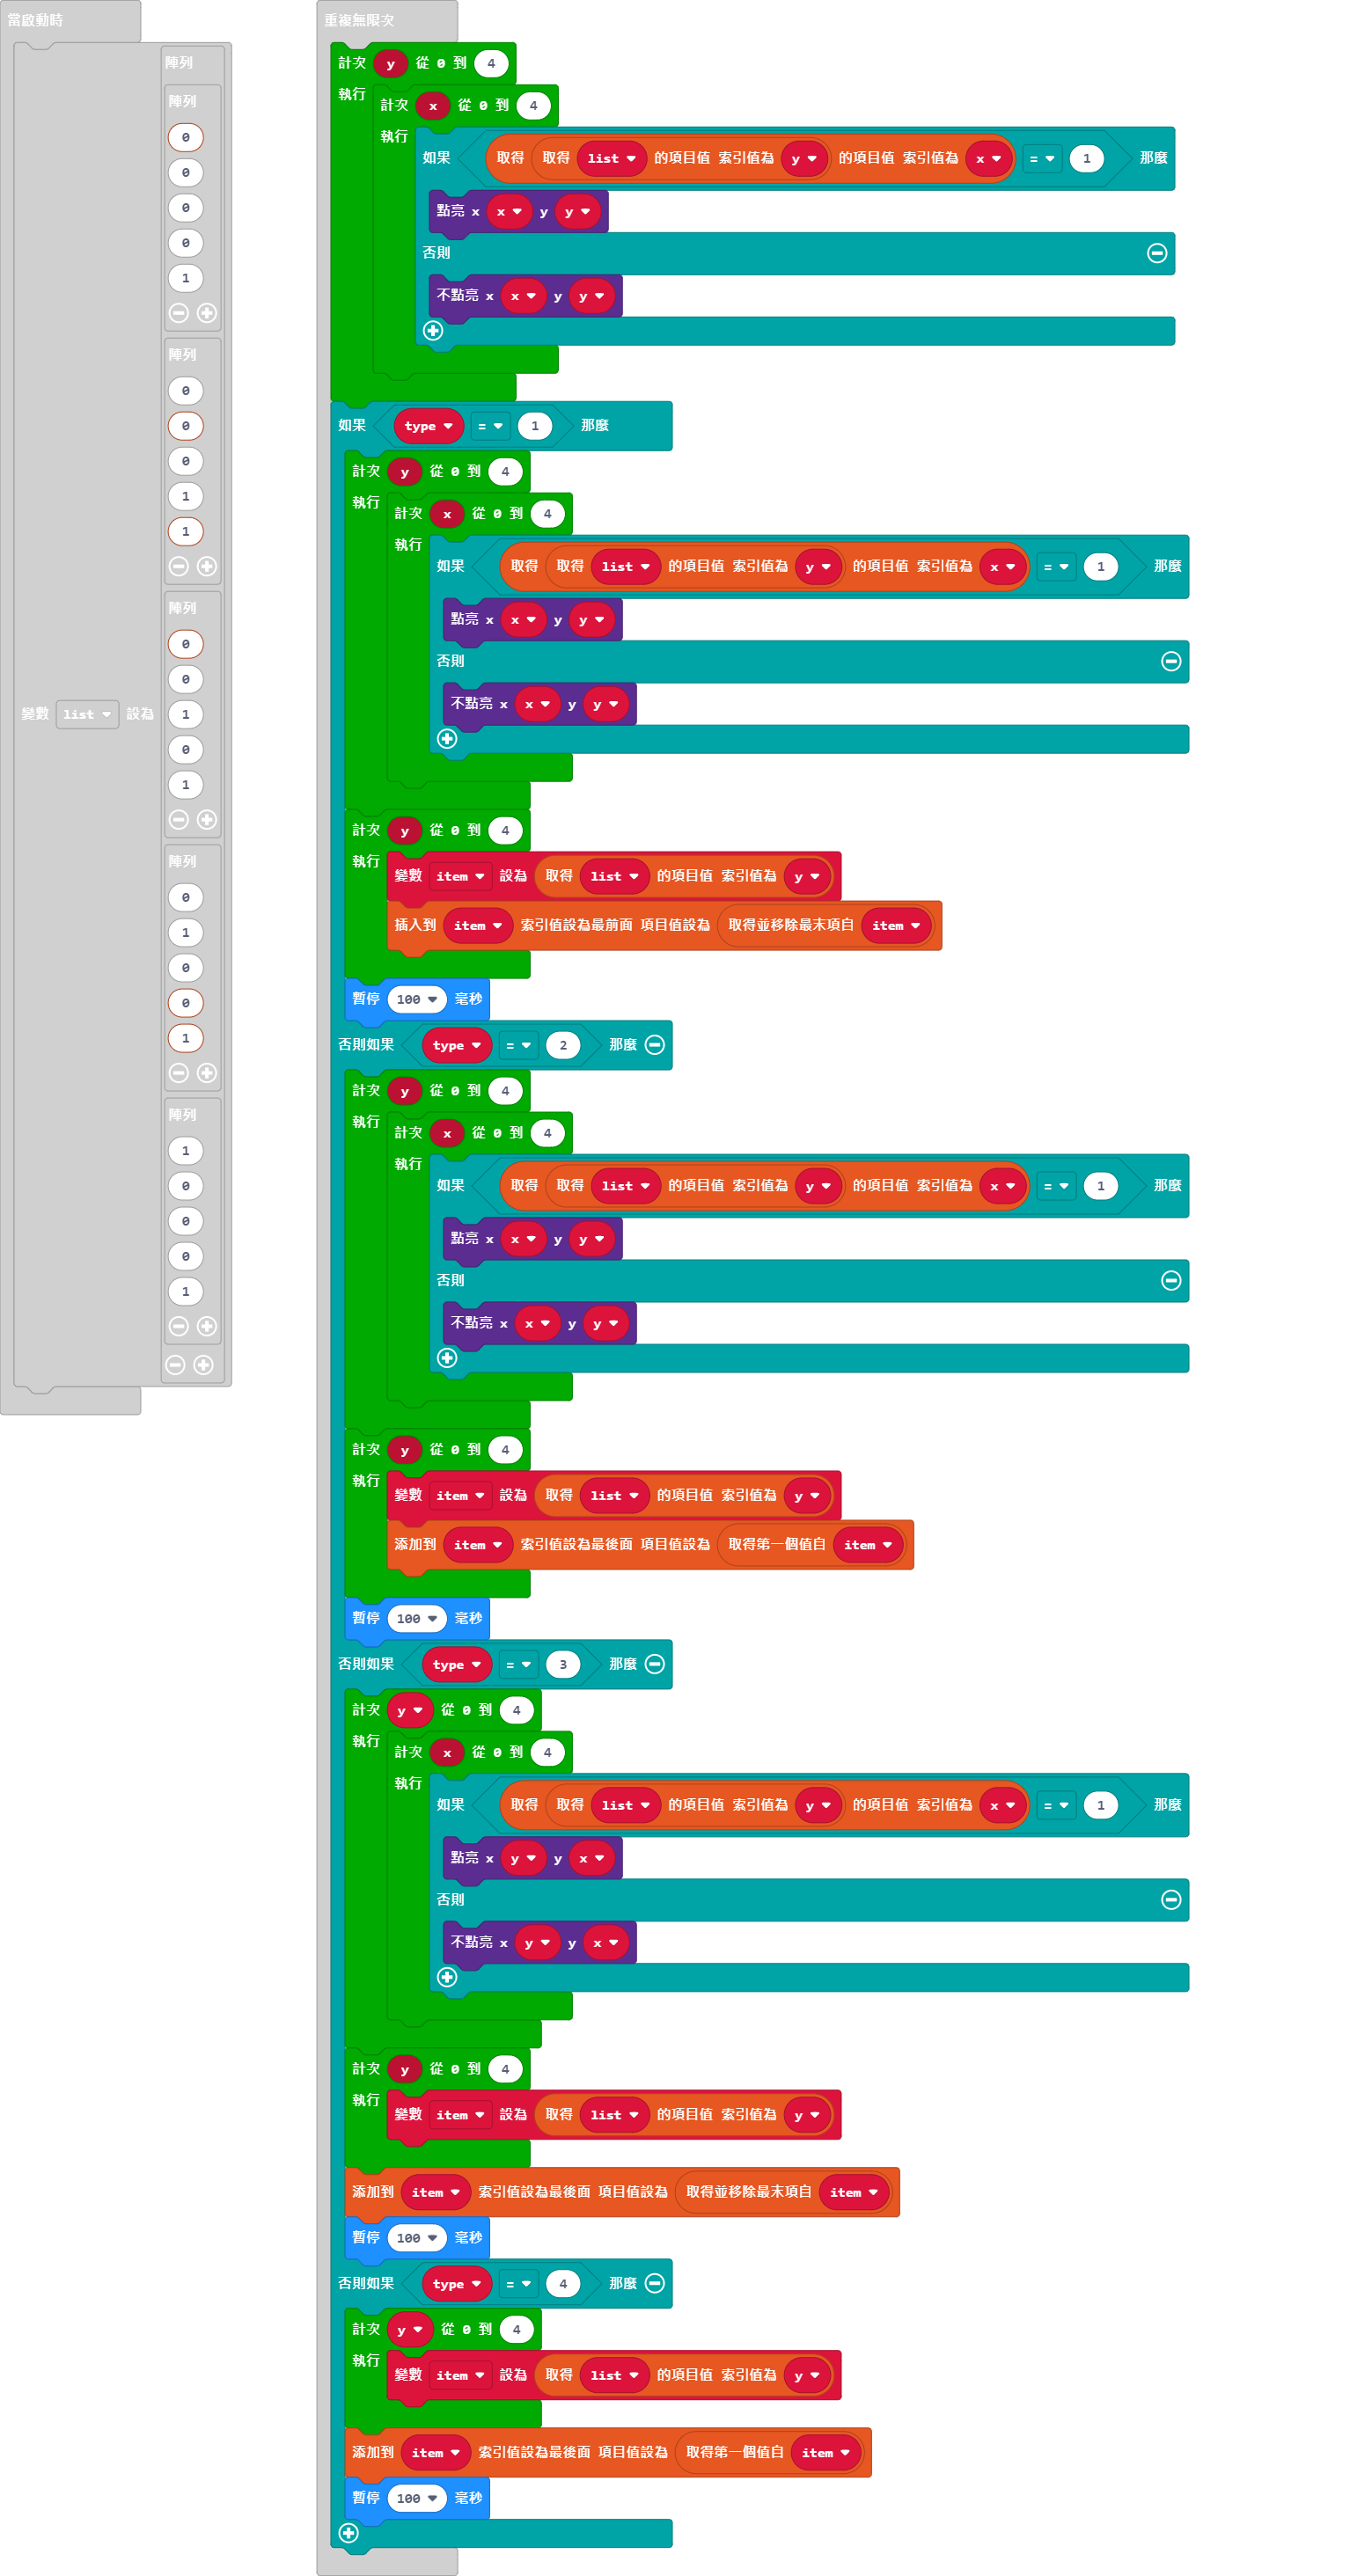 當啟動時
變數 list 設為
陣列
陣列
0
0
0
0
1
陣列
0
0
0
1
1
陣列
0
0
1
0
1
陣列
0
1
0
0
1
陣列
1
0
0
0
1
重複無限次
計次 y 從 0 到 4
執行
計次 x 從 0 到 4
執行
如果 取得 取得 list 的項目值 索引值為 y 的項目值 索引值為 x = 1 那麼
點亮 x x y y
否則
不點亮 x x y y
如果 type = 1 那麼
計次 y 從 0 到 4
執行
計次 x 從 0 到 4
執行
如果 取得 取得 list 的項目值 索引值為 y 的項目值 索引值為 x = 1 那麼
點亮 x x y y
否則
不點亮 x x y y
計次 y 從 0 到 4
執行
變數 item 設為 取得 list 的項目值 索引值為 y
插入到 item 索引值設為最前面 項目值設為 取得並移除最末項自 item
暫停 100 毫秒
否則如果 type = 2 那麼
計次 y 從 0 到 4
執行
計次 x 從 0 到 4
執行
如果 取得 取得 list 的項目值 索引值為 y 的項目值 索引值為 x = 1 那麼
點亮 x x y y
否則
不點亮 x x y y
計次 y 從 0 到 4
執行
變數 item 設為 取得 list 的項目值 索引值為 y
添加到 item 索引值設為最後面 項目值設為 取得第一個值自 item
暫停 100 毫秒
否則如果 type = 3 那麼
計次 y 從 0 到 4
執行
計次 x 從 0 到 4
執行
如果 取得 取得 list 的項目值 索引值為 y 的項目值 索引值為 x = 1 那麼
點亮 x y y x
否則
不點亮 x y y x
計次 y 從 0 到 4
執行
變數 item 設為 取得 list 的項目值 索引值為 y
添加到 item 索引值設為最後面 項目值設為 取得並移除最末項自 item
暫停 100 毫秒
否則如果 type = 4 那麼
計次 y 從 0 到 4
執行
變數 item 設為 取得 list 的項目值 索引值為 y
添加到 item 索引值設為最後面 項目值設為 取得第一個值自 item
暫停 100 毫秒